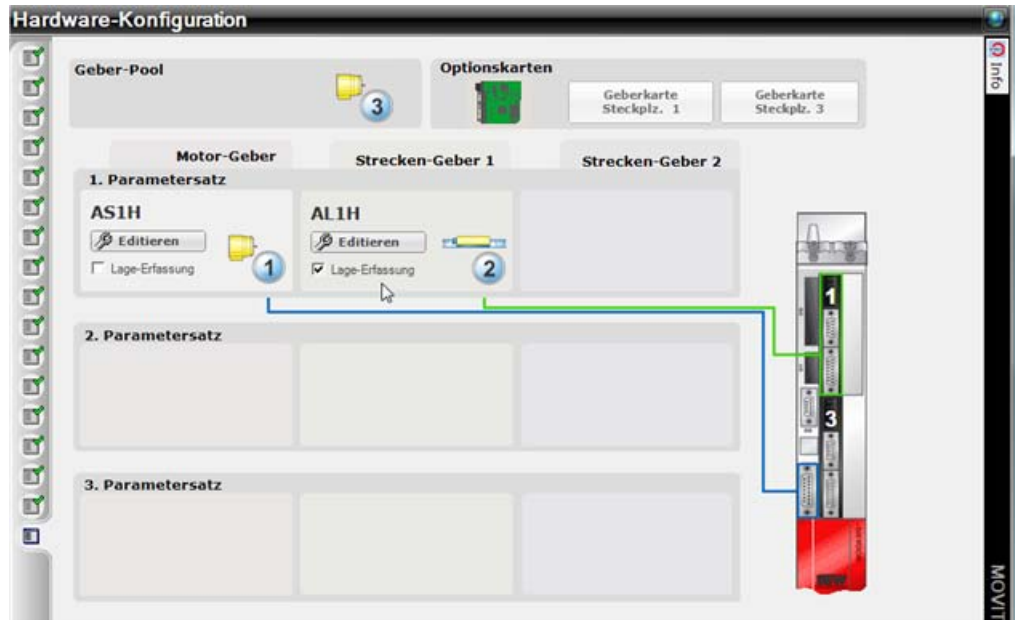 Hardware-Konfiguration
Info
Geber-Pool
3
Optionskarten
Geberkarte
Steckplz. 1
Geberkarte
Steckplz. 3
Motor-Geber
Strecken-Geber 1
Strecken-Geber 2
1. Parametersatz
AS1H
Editieren
Lage-Erfassung
1
AL1H
Editieren
Lage-Erfassung
2
1
3
2. Parametersatz
3. Parametersatz
MOVIT